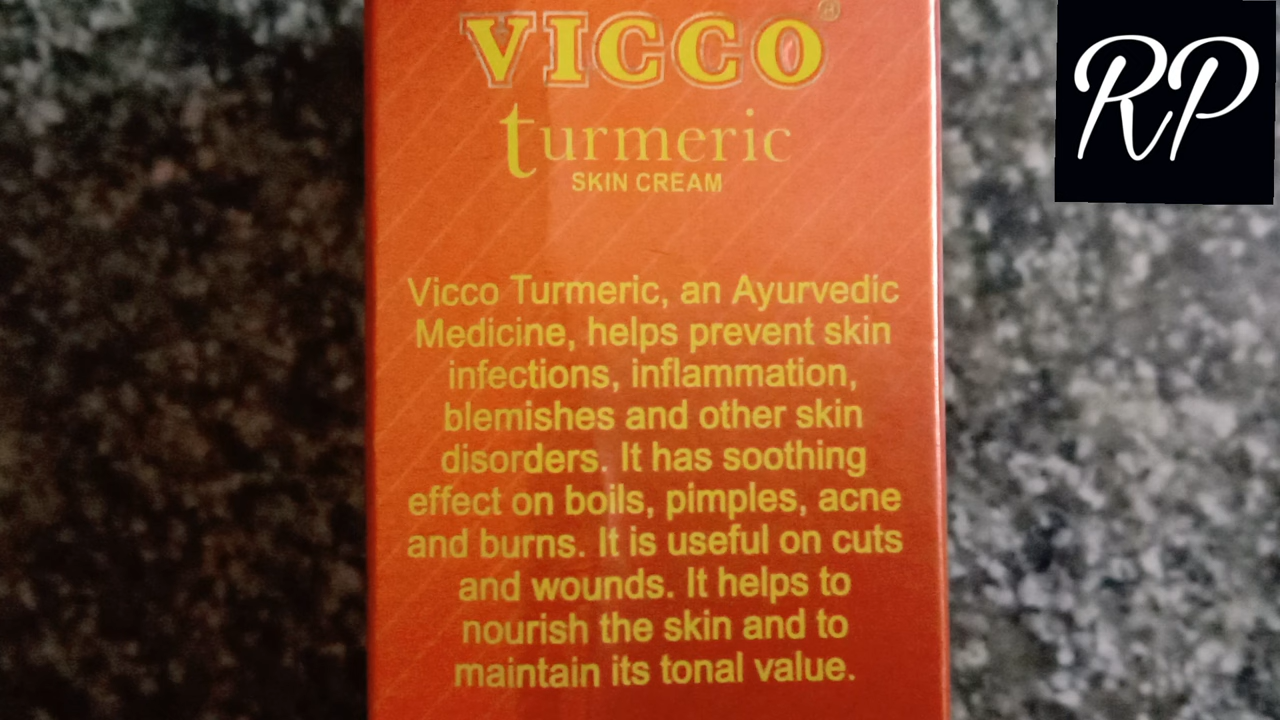 VICCO®
turmeric
SKIN CREAM
Vicco Turmeric, an Ayurvedic
Medicine, helps prevent skin
infections, inflammation,
blemishes and other skin
disorders. It has soothing
effect on boils, pimples, acne
and burns. It is useful on cuts
and wounds. It helps to
nourish the skin and to
maintain its tonal value.
RP